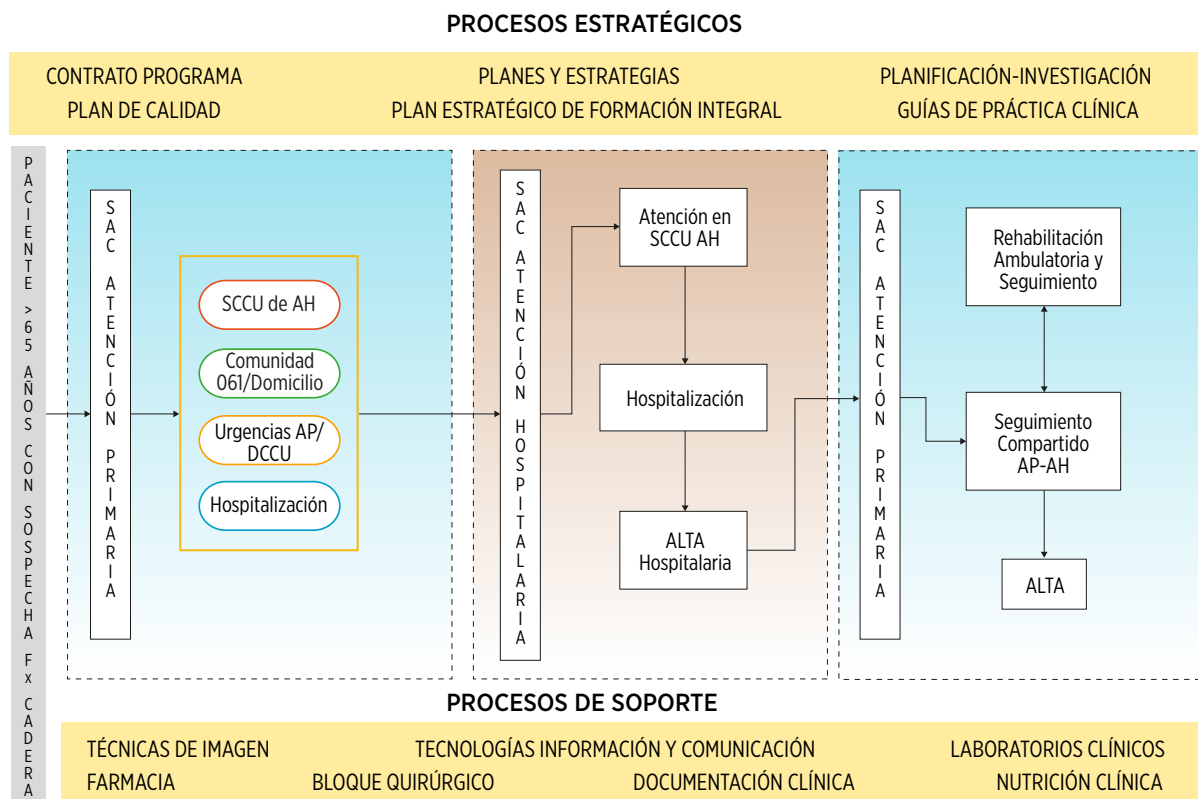 PROCESOS ESTRATÉGICOS
CONTRATO PROGRAMA
PLANES Y ESTRATEGIAS
PLANIFICACIÓN-INVESTIGACIÓN
PLAN DE CALIDAD
PLAN ESTRATÉGICO DE FORMACIÓN INTEGRAL
GUÍAS DE PRÁCTICA CLÍNICA
PACIENTE >65 AÑOS CON SOSPECHA Fx CADERA
SAC ATENCIÓN PRIMARIA
SCCU de AH
Comunidad
061/Domicilio
Urgencias AP/
DCCU
Hospitalización
SAC ATENCIÓN HOSPITALARIA
Atención en
SCCU AH
Hospitalización
ALTA
Hospitalaria
SAC ATENCIÓN PRIMARIA
Rehabilitación
Ambulatoria y
Seguimiento
Seguimiento
Compartido
AP-AH
ALTA
PROCESOS DE SOPORTE
TÉCNICAS DE IMAGEN
TECNOLOGÍAS INFORMACIÓN Y COMUNICACIÓN
LABORATORIOS CLÍNICOS
FARMACIA
BLOQUE QUIRÚRGICO
DOCUMENTACIÓN CLÍNICA
NUTRICIÓN CLÍNICA